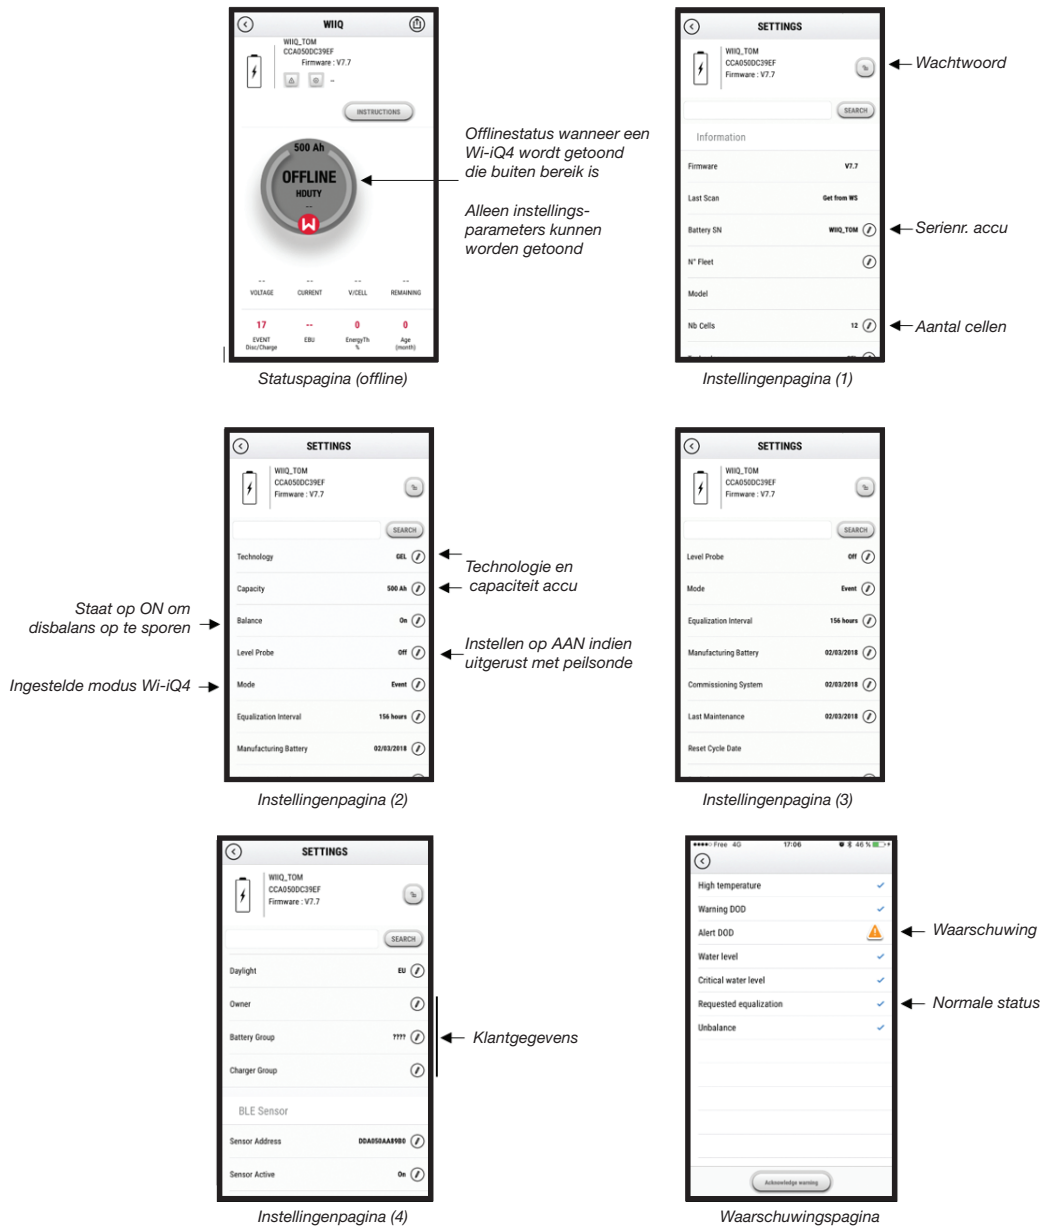 WIIQ
WIIQ_TOM
CCA050DC39EF
Firmware : V7.7
--
INSTRUCTIONS
500 Ah
OFFLINE
HDUTY
--
-- -- -- --
VOLTAGE CURRENT V/CELL REMAINING
17 -- 0 0
EVENT EBU EnergyTh Age
Disc/Charge % (month)
Offlinestatus wanneer een
Wi-iQ4 wordt getoond
die buiten bereik is
Alleen instellings-
parameters kunnen
worden getoond
Statuspagina (offline)
SETTINGS
WIIQ_TOM
CCA050DC39EF
Firmware : V7.7
Wachtwoord
SEARCH
Information
Firmware V7.7
Last Scan Get from WS
Battery SN WIIQ_TOM
Serienr. accu
N° Fleet
Model
Nb Cells 12
Aantal cellen
Instellingenpagina (1)
SETTINGS
WIIQ_TOM
CCA050DC39EF
Firmware : V7.7
SEARCH
Technology GEL
Capacity 500 Ah
Technologie en
capaciteit accu
Staat op ON om
disbalans op te sporen
Balance On
Level Probe Off
Instellen op AAN indien
uitgerust met peilsonde
Ingestelde modus Wi-iQ4
Mode Event
Equalization Interval 156 hours
Manufacturing Battery 02/03/2018
Instellingenpagina (2)
SETTINGS
WIIQ_TOM
CCA050DC39EF
Firmware : V7.7
SEARCH
Level Probe Off
Mode Event
Equalization Interval 156 hours
Manufacturing Battery 02/03/2018
Commissioning System 02/03/2018
Last Maintenance 02/03/2018
Reset Cycle Date
Instellingenpagina (3)
SETTINGS
WIIQ_TOM
CCA050DC39EF
Firmware : V7.7
SEARCH
Daylight EU
Owner
Battery Group ????
Charger Group
Klantgegevens
BLE Sensor
Sensor Address DDA050AA89B0
Sensor Active On
Instellingenpagina (4)
Free 4G 17:06 46 %
High temperature
Warning DOD
Alert DOD
Waarschuwing
Water level
Critical water level
Requested equalization
Normale status
Unbalance
Acknowledge warning
Waarschuwingspagina